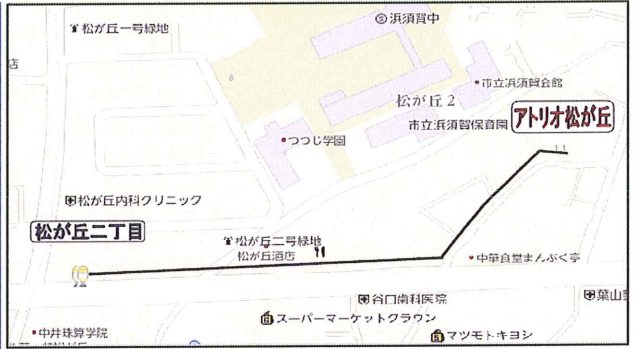 浜須賀中
松が丘一号緑地
店
市立浜須賀会館
松が丘2
市立浜須賀保育園
アトリオ松が丘
つつじ学園
松が丘内科クリニック
松が丘二丁目
松が丘二号緑地
松が丘酒店
中華食堂まんぷく亭
谷口歯科医院
葉山
スーパーマーケットクラウン
中井珠算学院
マツモトキヨシ